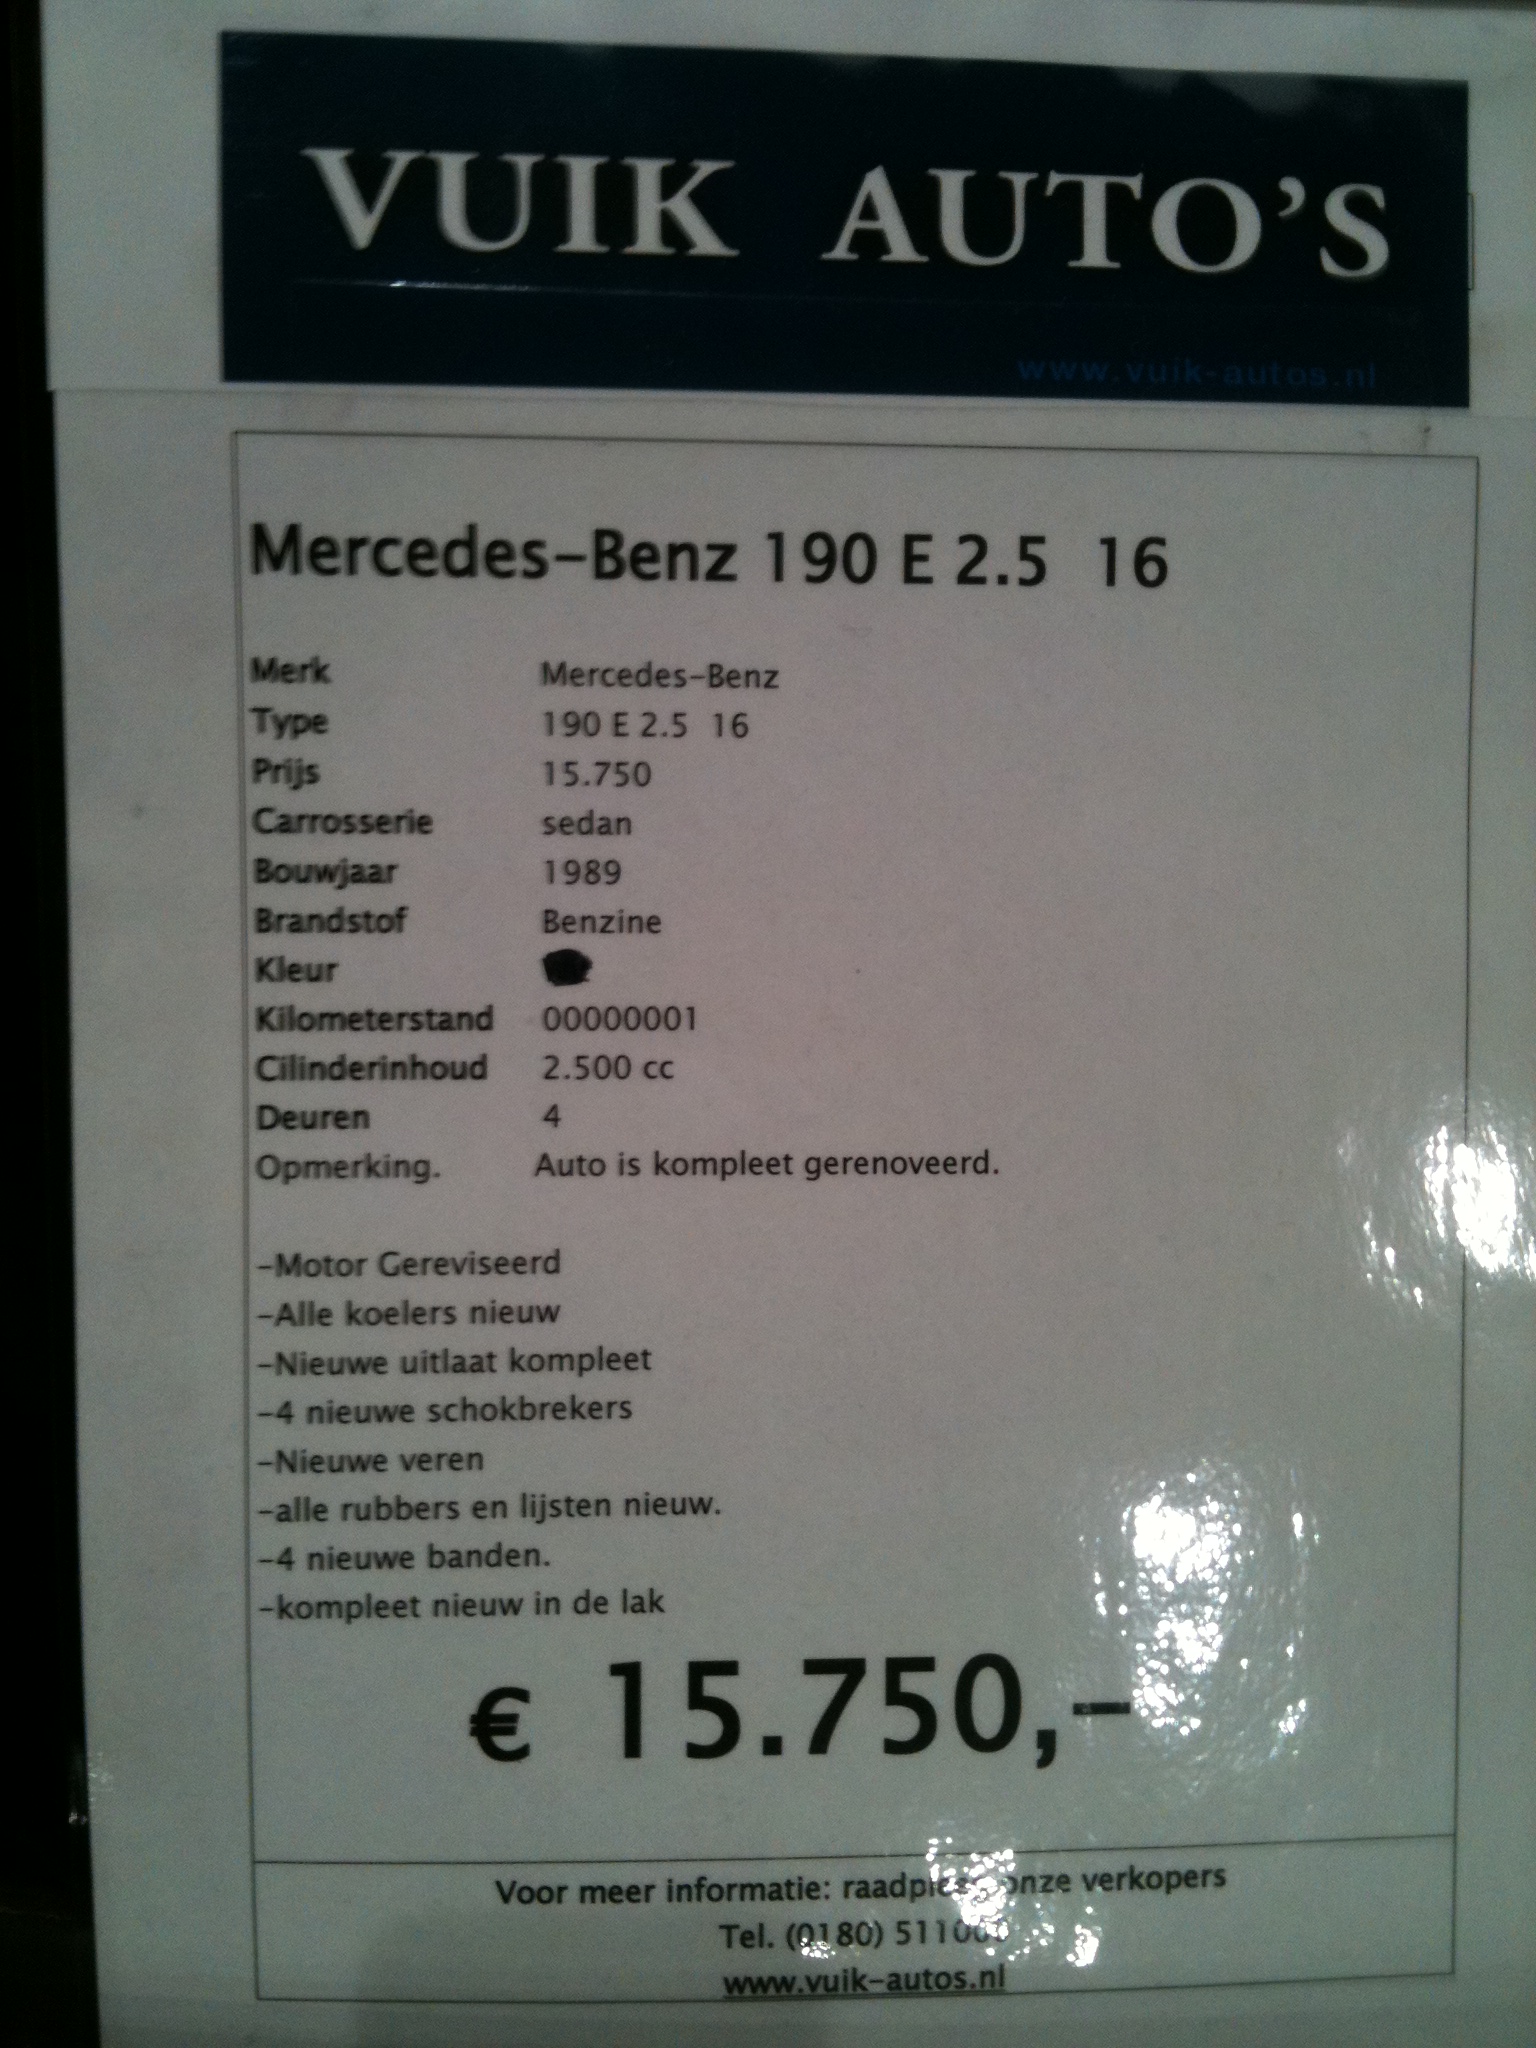 VUIK AUTO'S
www.vuik-autos.nl
Mercedes-Benz 190 E 2.5 16
Merk Mercedes-Benz
Type 190 E 2.5 16
Prijs 15.750
Carrosserie sedan
Bouwjaar 1989
Brandstof Benzine
Kleur
Kilometerstand 00000001
Cilinderinhoud 2.500 cc
Deuren 4
Opmerking. Auto is kompleet gerenoveerd.
-Motor Gereviseerd
-Alle koelers nieuw
-Nieuwe uitlaat kompleet
-4 nieuwe schokbrekers
-Nieuwe veren
-alle rubbers en lijsten nieuw.
-4 nieuwe banden.
-kompleet nieuw in de lak
€ 15.750,-
Voor meer informatie: onze verkopers
Tel. (0180)
www.vuik-autos.nl